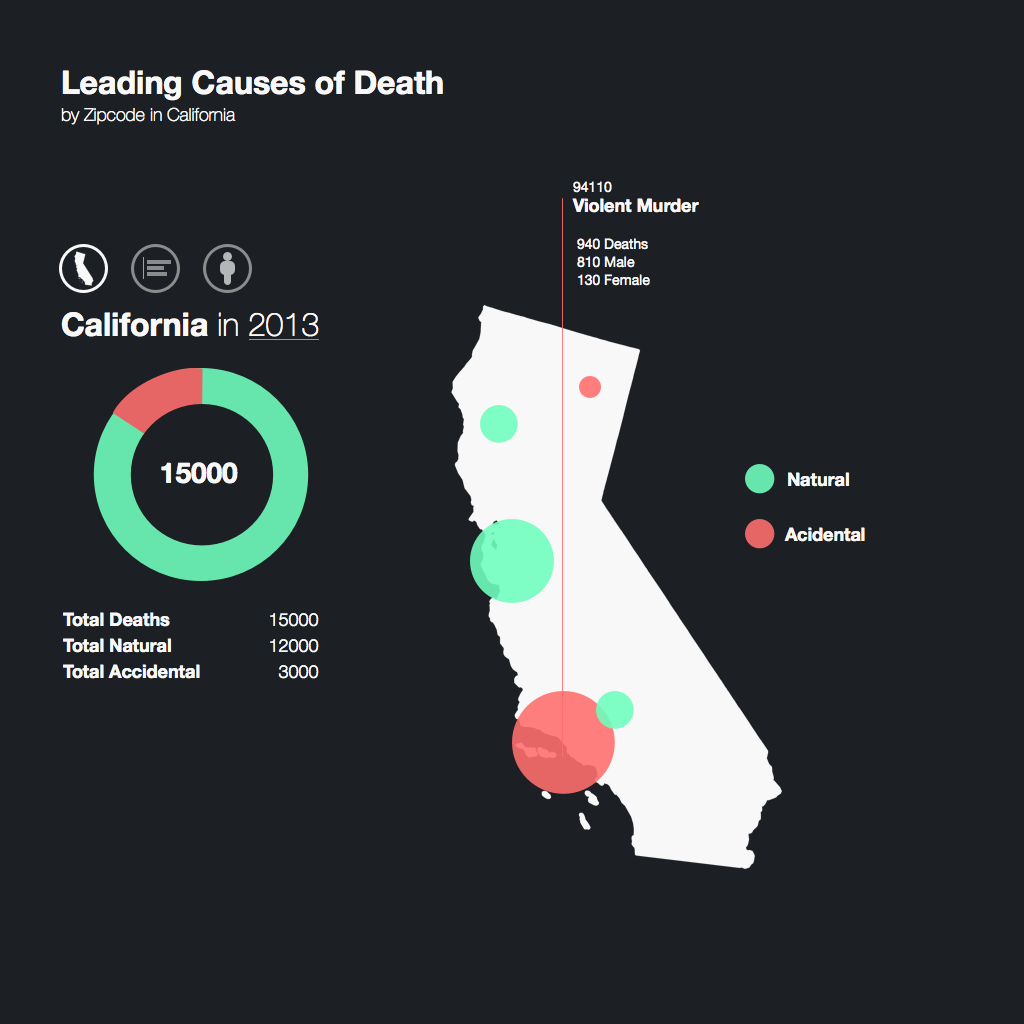 Leading Causes of Death
by Zipcode in California
94110
Violent Murder
940 Deaths
810 Male
130 Female
California in 2013
15000
Total Deaths 15000
Total Natural 12000
Total Accidental 3000
Natural
Acidental